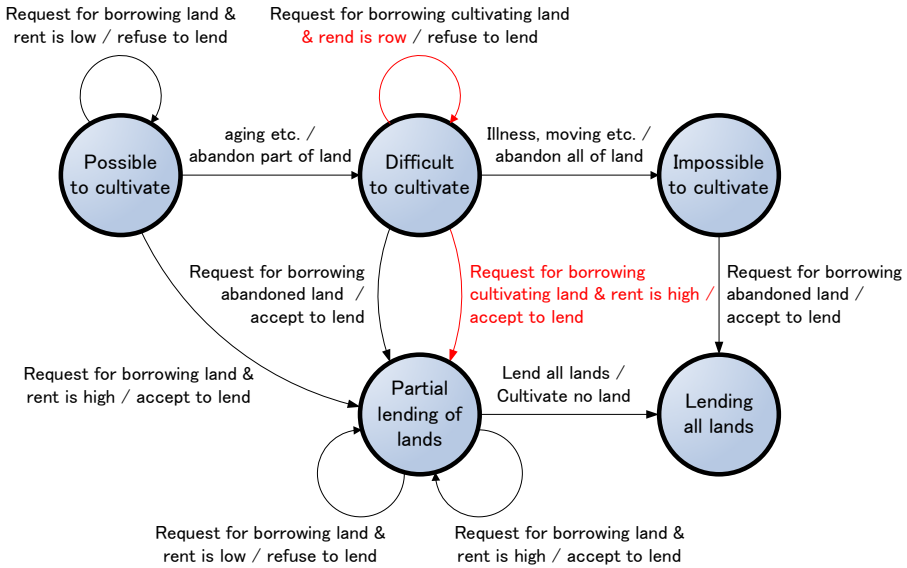 Request for borrowing land &
rent is low / refuse to lend
Request for borrowing cultivating land
& rend is row / refuse to lend
Possible
to cultivate
aging etc. /
abandon part of land
Difficult
to cultivate
Illness, moving etc. /
abandon all of land
Impossible
to cultivate
Request for borrowing
abandoned land /
accept to lend
Request for borrowing
cultivating land & rent is high /
accept to lend
Request for borrowing
abandoned land /
accept to lend
Request for borrowing land &
rent is high / accept to lend
Partial
lending of
lands
Lend all lands /
Cultivate no land
Lending
all lands
Request for borrowing land &
rent is low / refuse to lend
Request for borrowing land &
rent is high / accept to lend